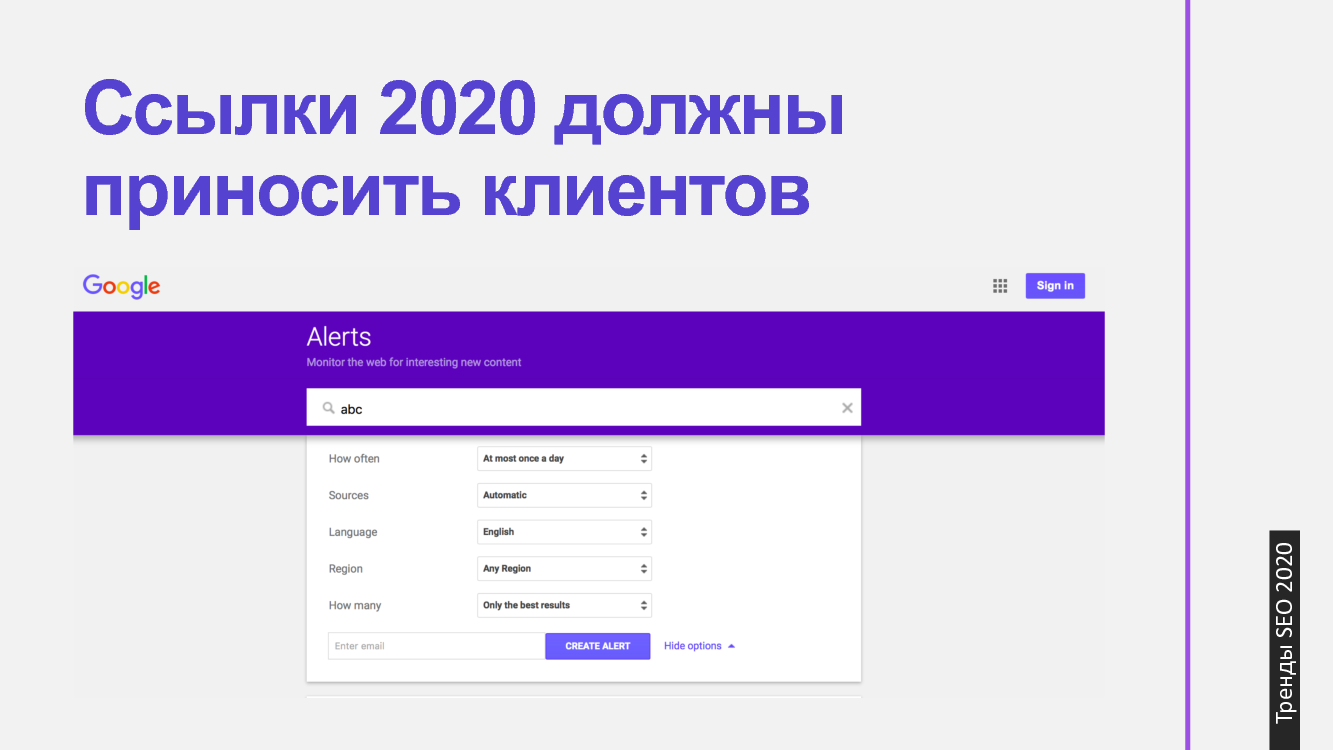 Ссылки 2020 должны
приносить клиентов
Google
Sign in
Alerts
Monitor the web for interesting new content
abc
How often
At most once a day
Sources
Automatic
Language
English
Region
Any Region
How many
Only the best results
Enter email
CREATE ALERT
Hide options
Тренды SEO 2020